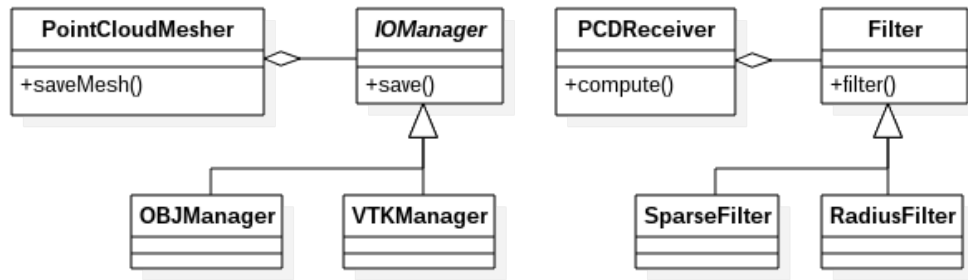 PointCloudMesher
+saveMesh()
IOManager
+save()
OBJManager
VTKManager
PCDReceiver
+compute()
Filter
+filter()
SparseFilter
RadiusFilter